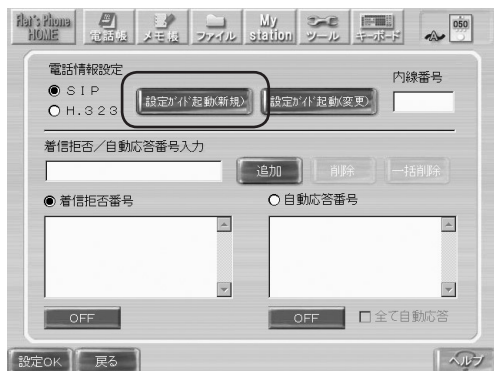 Flet's Phone HOME 電話帳 メモ帳 ファイル My station ツール キーボード 050
電話情報設定
内線番号
SIP
H.323
設定ガイド起動(新規) 設定ガイド起動(変更)
着信拒否／自動応答番号入力
追加 削除 一括削除
着信拒否番号 自動応答番号
OFF OFF 全て自動応答
設定OK 戻る ヘルプ